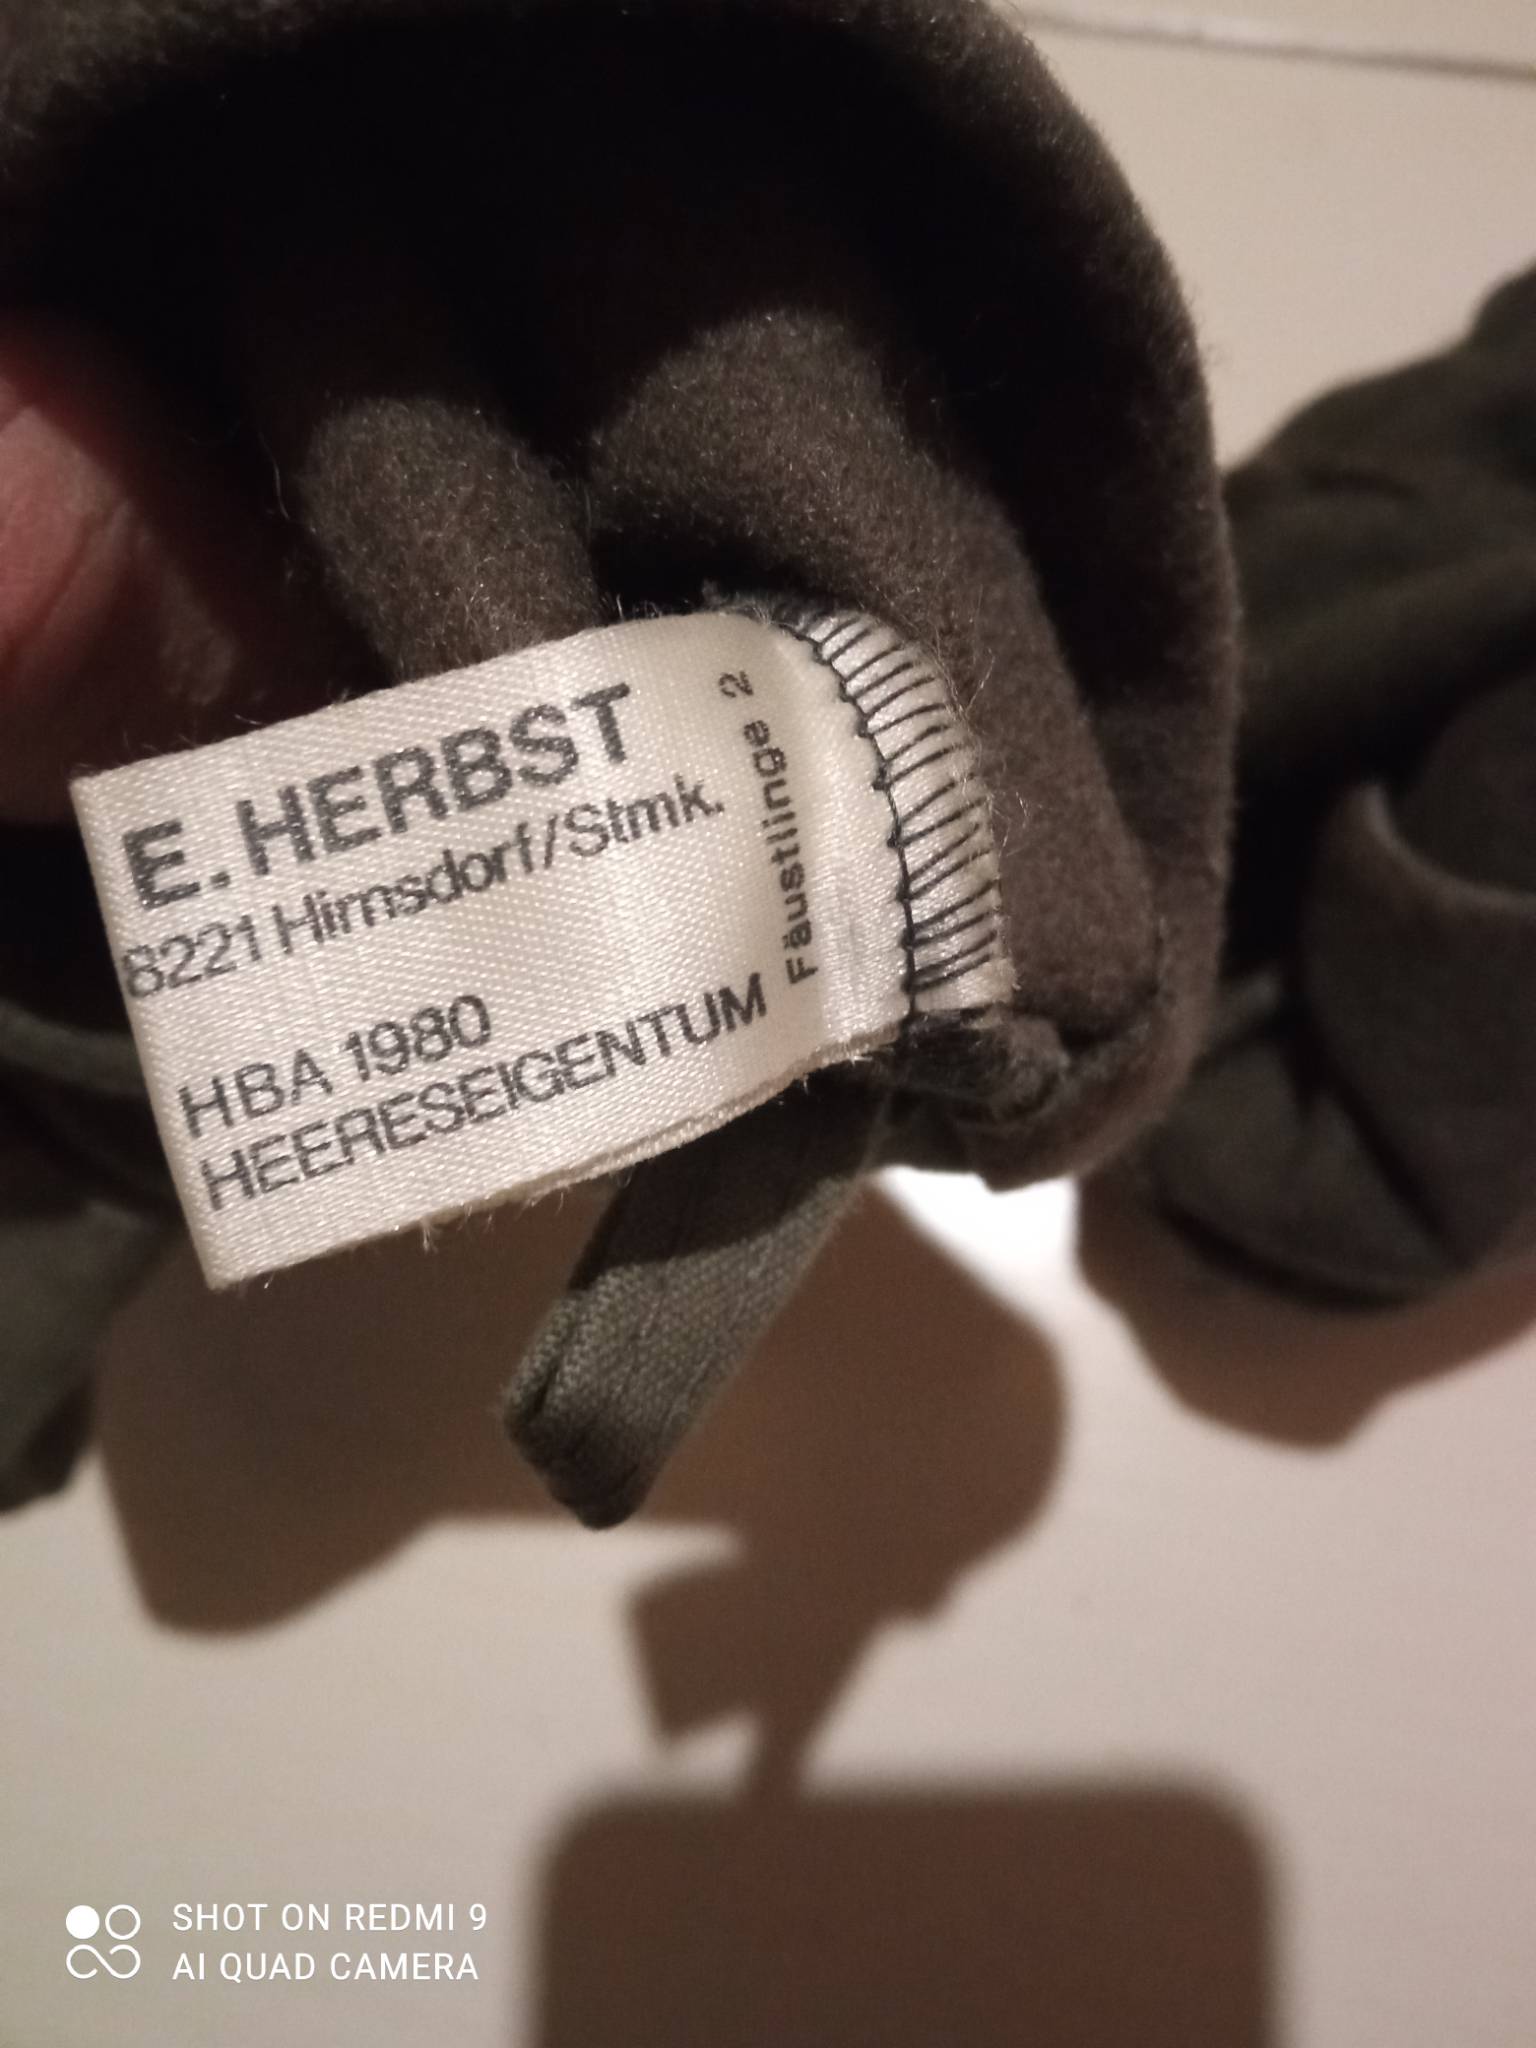 E. HERBST
8221 Hirnsdorf/Stmk.
HBA 1980
HEERESEIGENTUM
Fäustlinge 2
SHOT ON REDMI 9
AI QUAD CAMERA